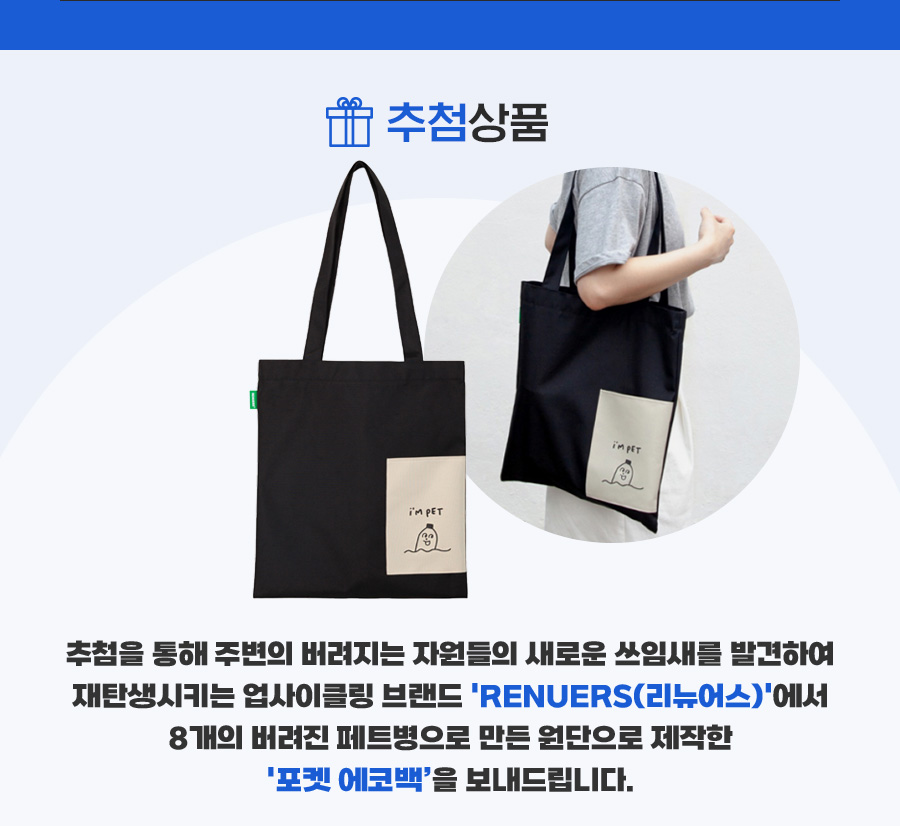 추첨상품
i'm PET
i'm PET
추첨을 통해 주변의 버려지는 자원들의 새로운 쓰임새를 발견하여
재탄생시키는 업사이클링 브랜드 'RENUERS(리뉴어스)'에서
8개의 버려진 페트병으로 만든 원단으로 제작한
'포켓 에코백’을 보내드립니다.